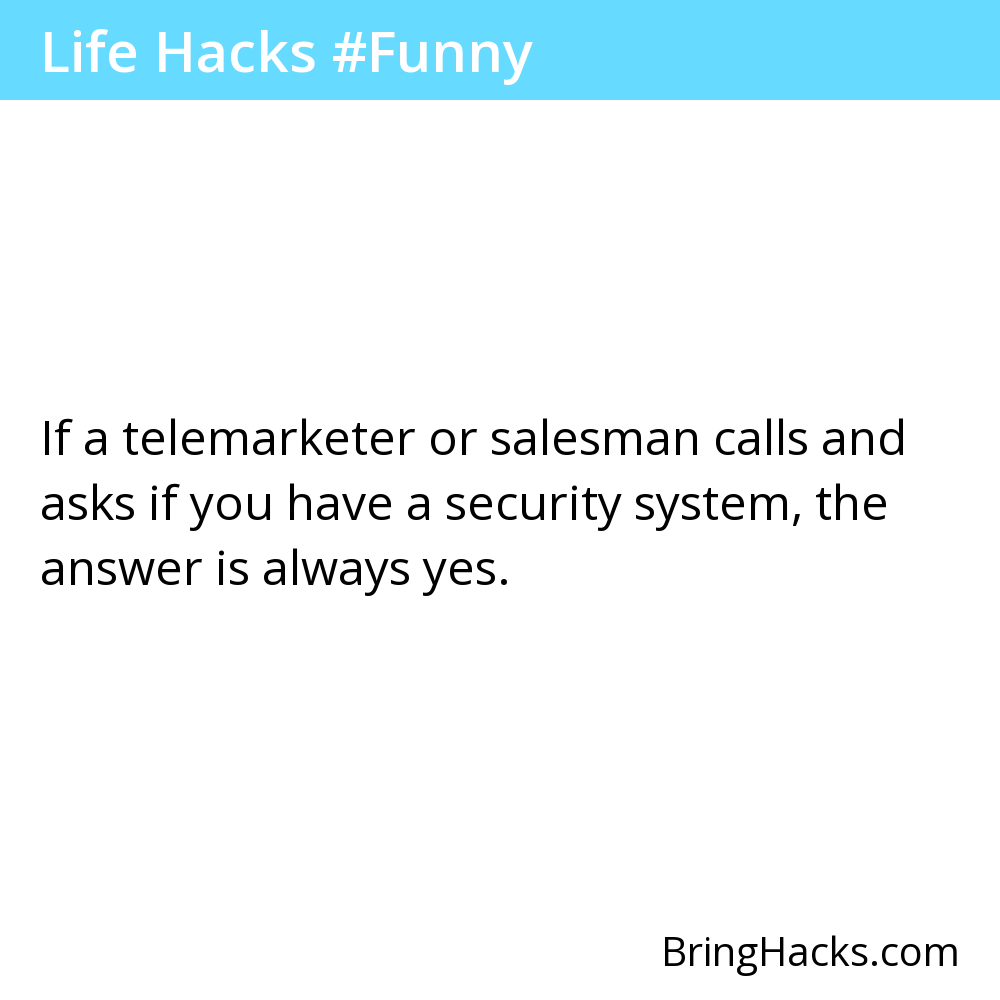 Life Hacks #Funny
If a telemarketer or salesman calls and
asks if you have a security system, the
answer is always yes.
BringHacks.com